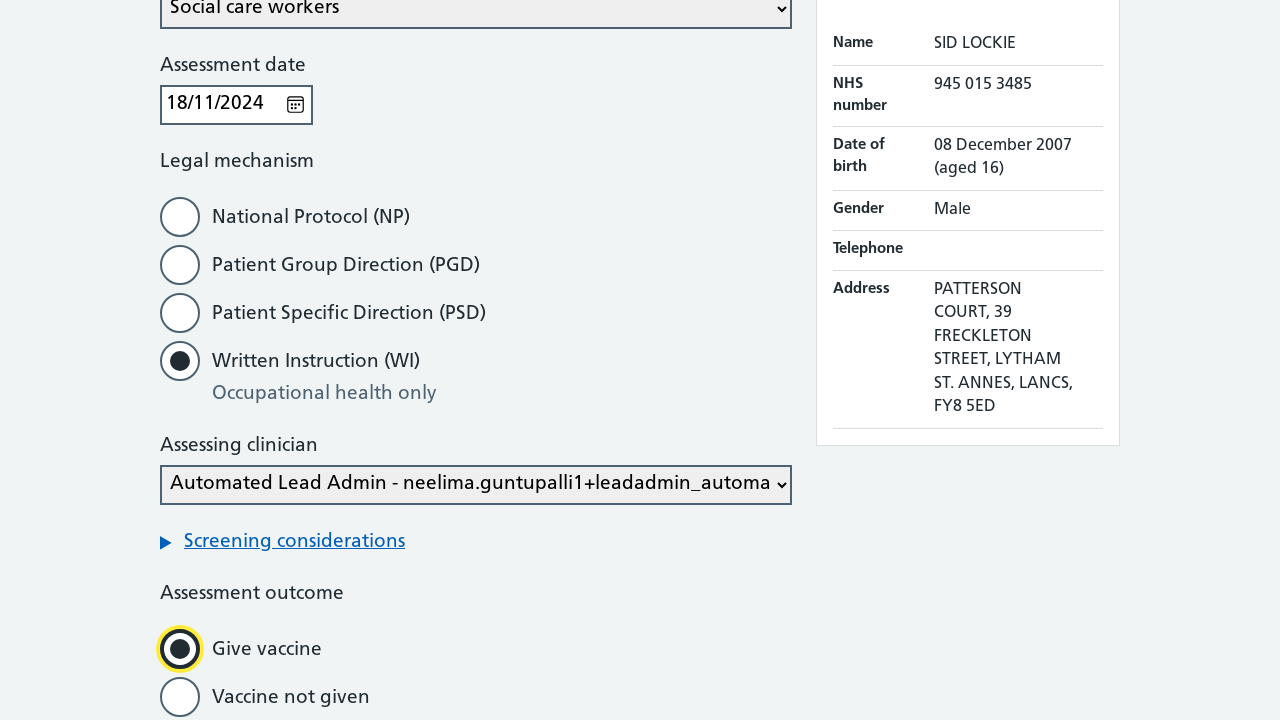 Social care workers
Assessment date
18/11/2024
Legal mechanism
National Protocol (NP)
Patient Group Direction (PGD)
Patient Specific Direction (PSD)
Written Instruction (WI)
Occupational health only
Assessing clinician
Automated Lead Admin - neelima.guntupalli1+leadadmin_automa
Screening considerations
Assessment outcome
Give vaccine
Vaccine not given
Name SID LOCKIE
NHS number 945 015 3485
Date of birth 08 December 2007 (aged 16)
Gender Male
Telephone
Address PATTERSON
COURT, 39
FRECKLETON
STREET, LYTHAM
ST. ANNES, LANCS,
FY8 5ED